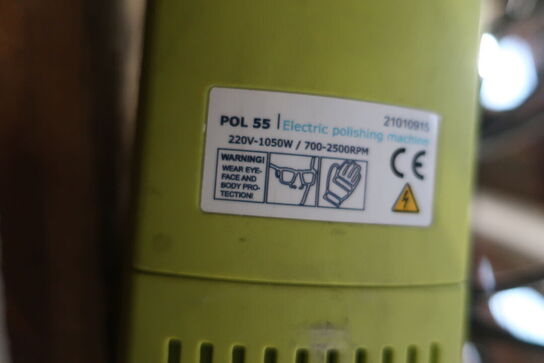 POL 55 | Electric polishing machine 21010915
220V-1050W / 700-2500RPM
WARNING!
WEAR EYE-
FACE AND
BODY PRO-
TECTION!
CE